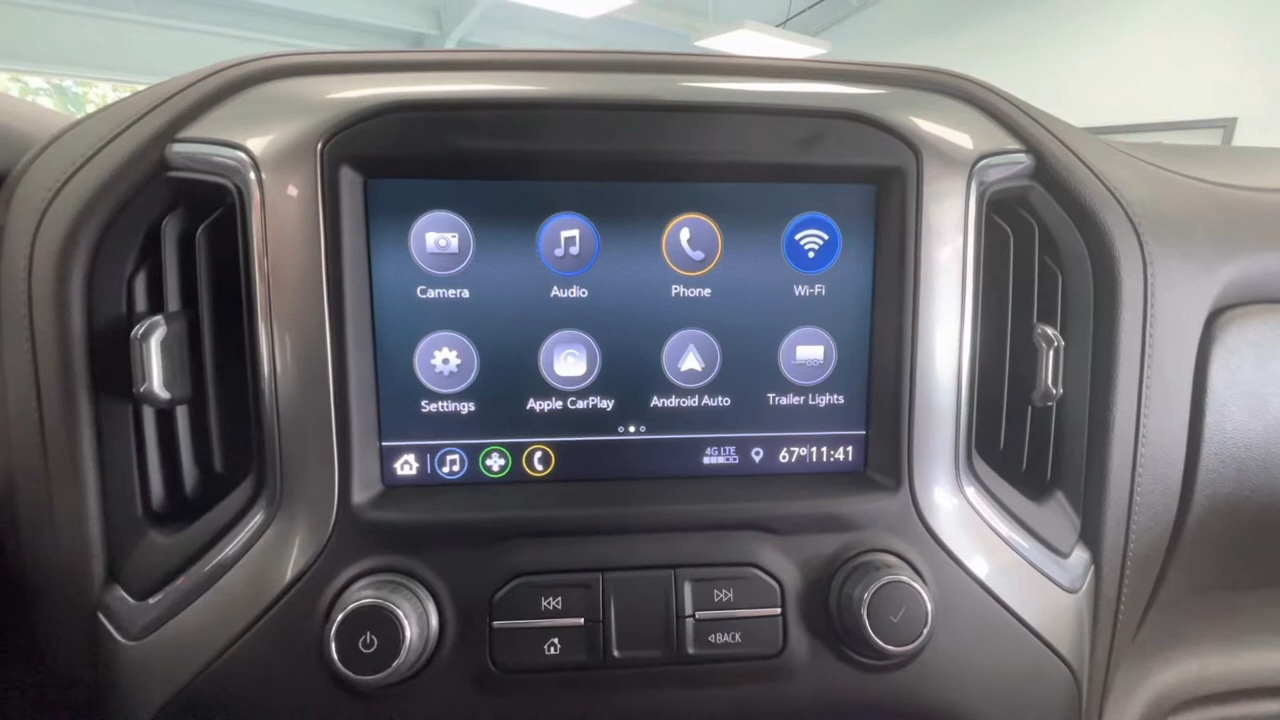 Camera Audio Phone Wi-Fi
Settings Apple CarPlay Android Auto Trailer Lights
4G LTE 67° 11:41
BACK